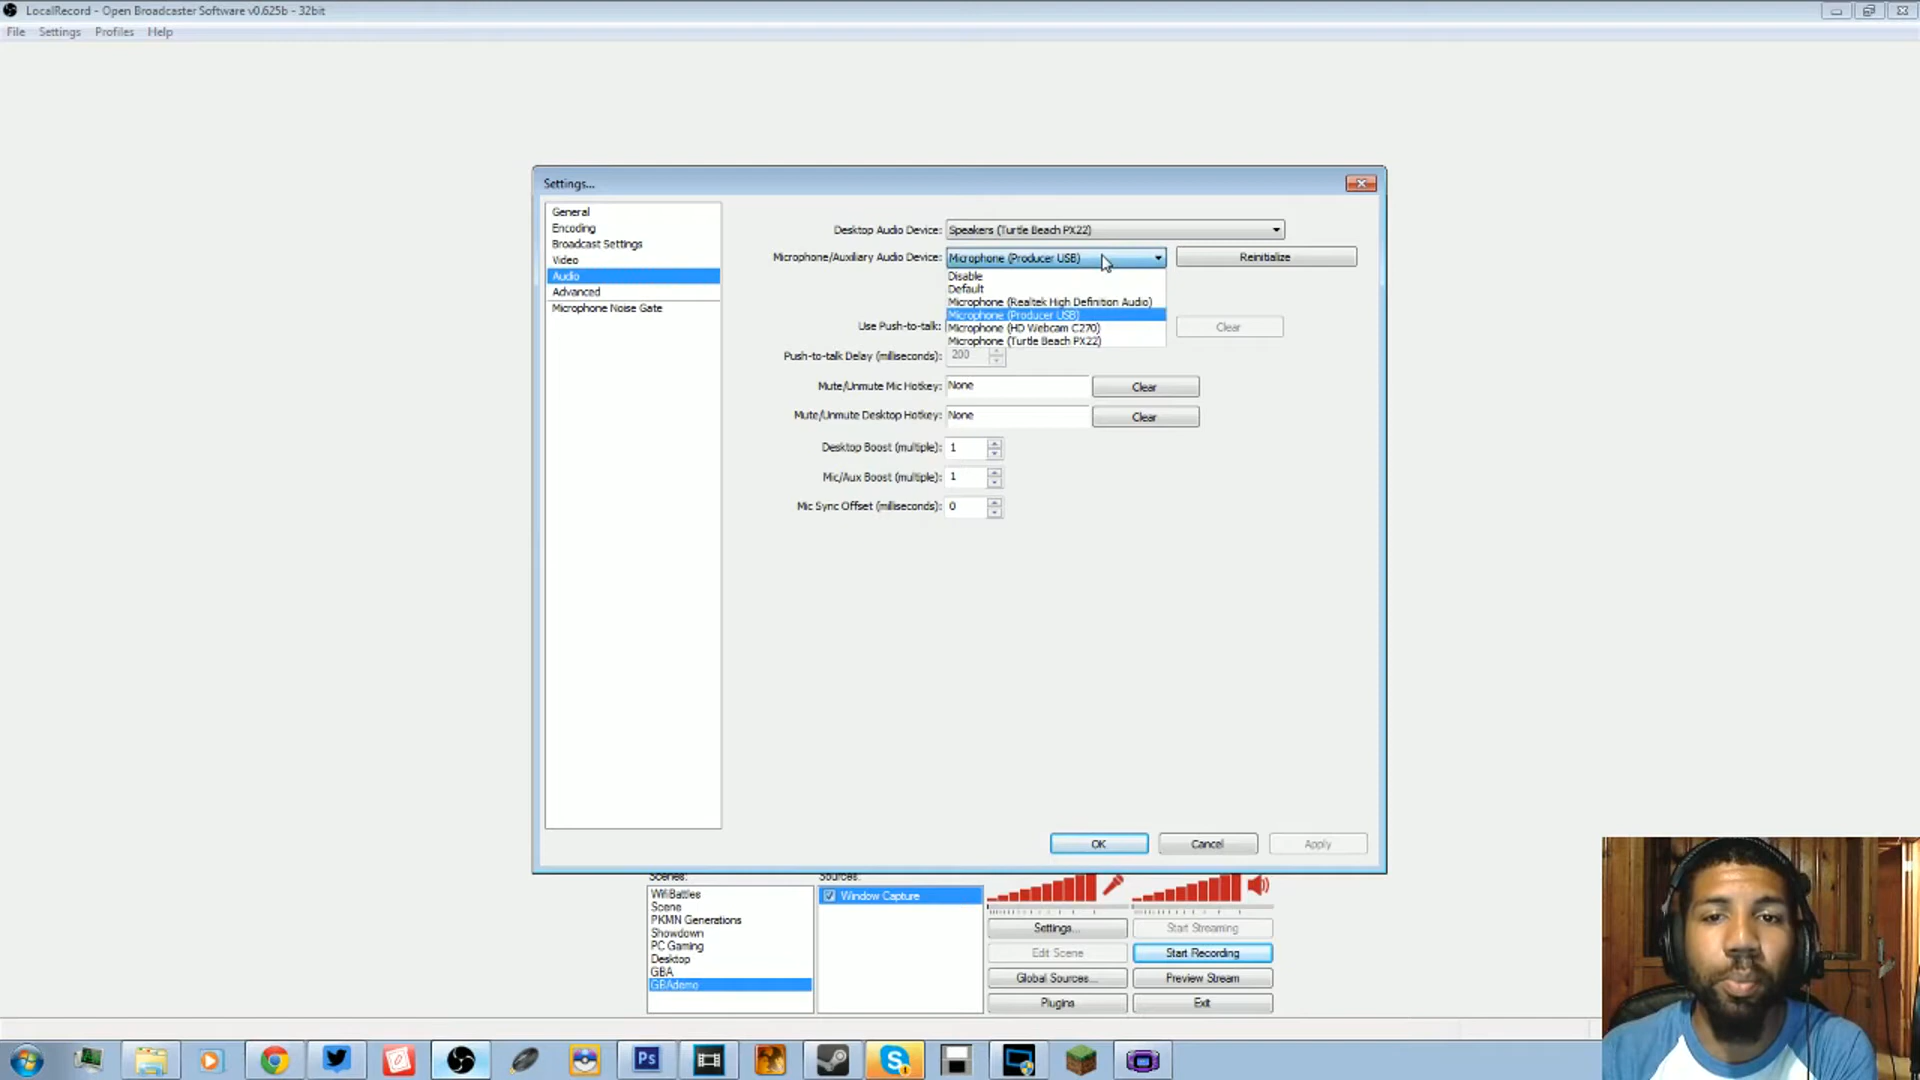 LocalRecord - Open Broadcaster Software v0.625b - 32bit
File Settings Profiles Help
Settings...
General
Encoding
Broadcast Settings
Video
Audio
Advanced
Microphone Noise Gate
Desktop Audio Device: Speakers (Turtle Beach PX22)
Microphone/Auxiliary Audio Device: Microphone (Producer USB) Reinitialize
Disable
Default
Microphone (Realtek High Definition Audio)
Microphone (Producer USB)
Microphone (HD Webcam C270)
Microphone (Turtle Beach PX22)
Use Push-to-talk: Clear
Push-to-talk Delay (miliseconds): 200
Mute/Unmute Mic Hotkey: None Clear
Mute/Unmute Desktop Hotkey: None Clear
Desktop Boost (multiple): 1
Mic/Aux Boost (multiple): 1
Mic Sync Offset (miliseconds): 0
OK Cancel Apply
Scenes: Sources:
WifiBattles
Scene
PKMN Generations
Showdown
PC Gaming
Desktop
GBA
GBAdemo
Window Capture
Settings... Start Streaming
Edit Scene Start Recording
Global Sources... Preview Stream
Plugins Exit
Ps